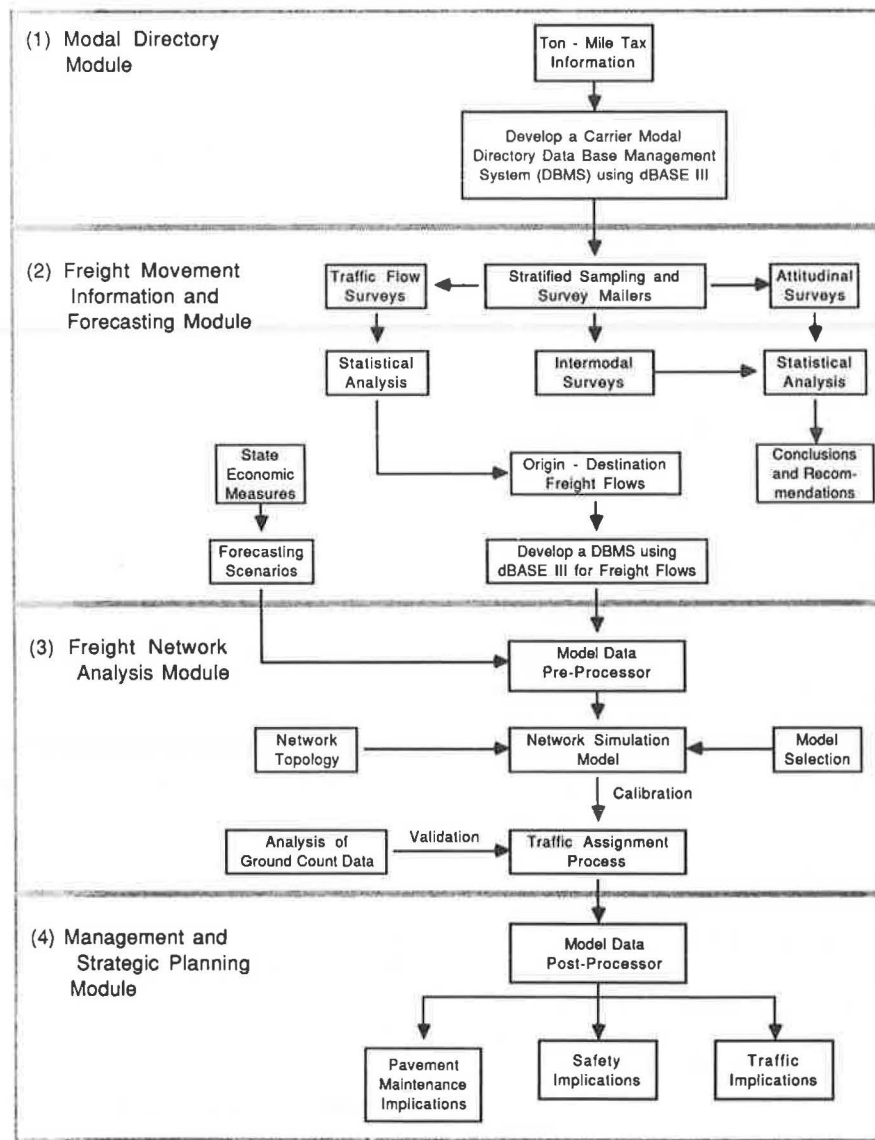 (1) Modal Directory
Module
Ton - Mile Tax
Information
Develop a Carrier Modal
Directory Data Base Management
System (DBMS) using dBASE III
(2) Freight Movement
Information and
Forecasting Module
Traffic Flow
Surveys
Stratified Sampling and
Survey Mailers
Attitudinal
Surveys
Statistical
Analysis
Intermodal
Surveys
Statistical
Analysis
State
Economic
Measures
Origin - Destination
Freight Flows
Conclusions
and Recom-
mendations
Forecasting
Scenarios
Develop a DBMS using
dBASE III for Freight Flows
(3) Freight Network
Analysis Module
Model Data
Pre-Processor
Network
Topology
Network Simulation
Model
Model
Selection
Calibration
Analysis of
Ground Count Data
Validation
Traffic Assignment
Process
(4) Management and
Strategic Planning
Module
Model Data
Post-Processor
Pavement
Maintenance
Implications
Safety
Implications
Traffic
Implications